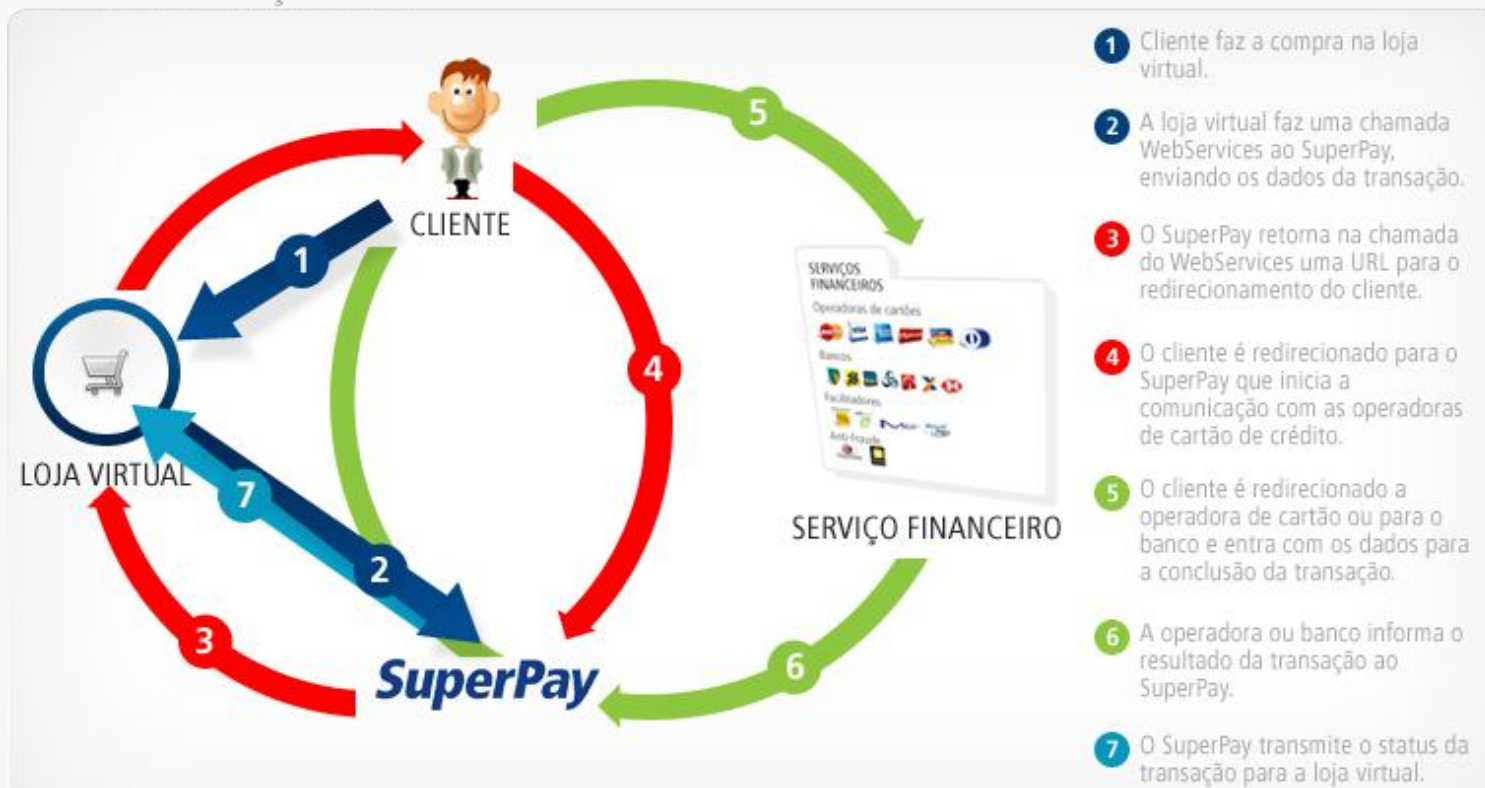 CLIENTE
5
1
4
LOJA VIRTUAL
7
2
3
SuperPay
6
SERVIÇOS
FINANCEIROS
Operadoras de cartões
VISA
Bancos
Facilitadores
Anti-Fraude
SERVIÇO FINANCEIRO
1 Cliente faz a compra na loja
virtual.
2 A loja virtual faz uma chamada
WebServices ao SuperPay,
enviando os dados da transação.
3 O SuperPay retorna na chamada
do WebServices uma URL para o
redirecionamento do cliente.
4 O cliente é redirecionado para o
SuperPay que inicia a
comunicação com as operadoras
de cartão de crédito.
5 O cliente é redirecionado a
operadora de cartão ou para o
banco e entra com os dados para
a conclusão da transação.
6 A operadora ou banco informa o
resultado da transação ao
SuperPay.
7 O SuperPay transmite o status da
transação para a loja virtual.